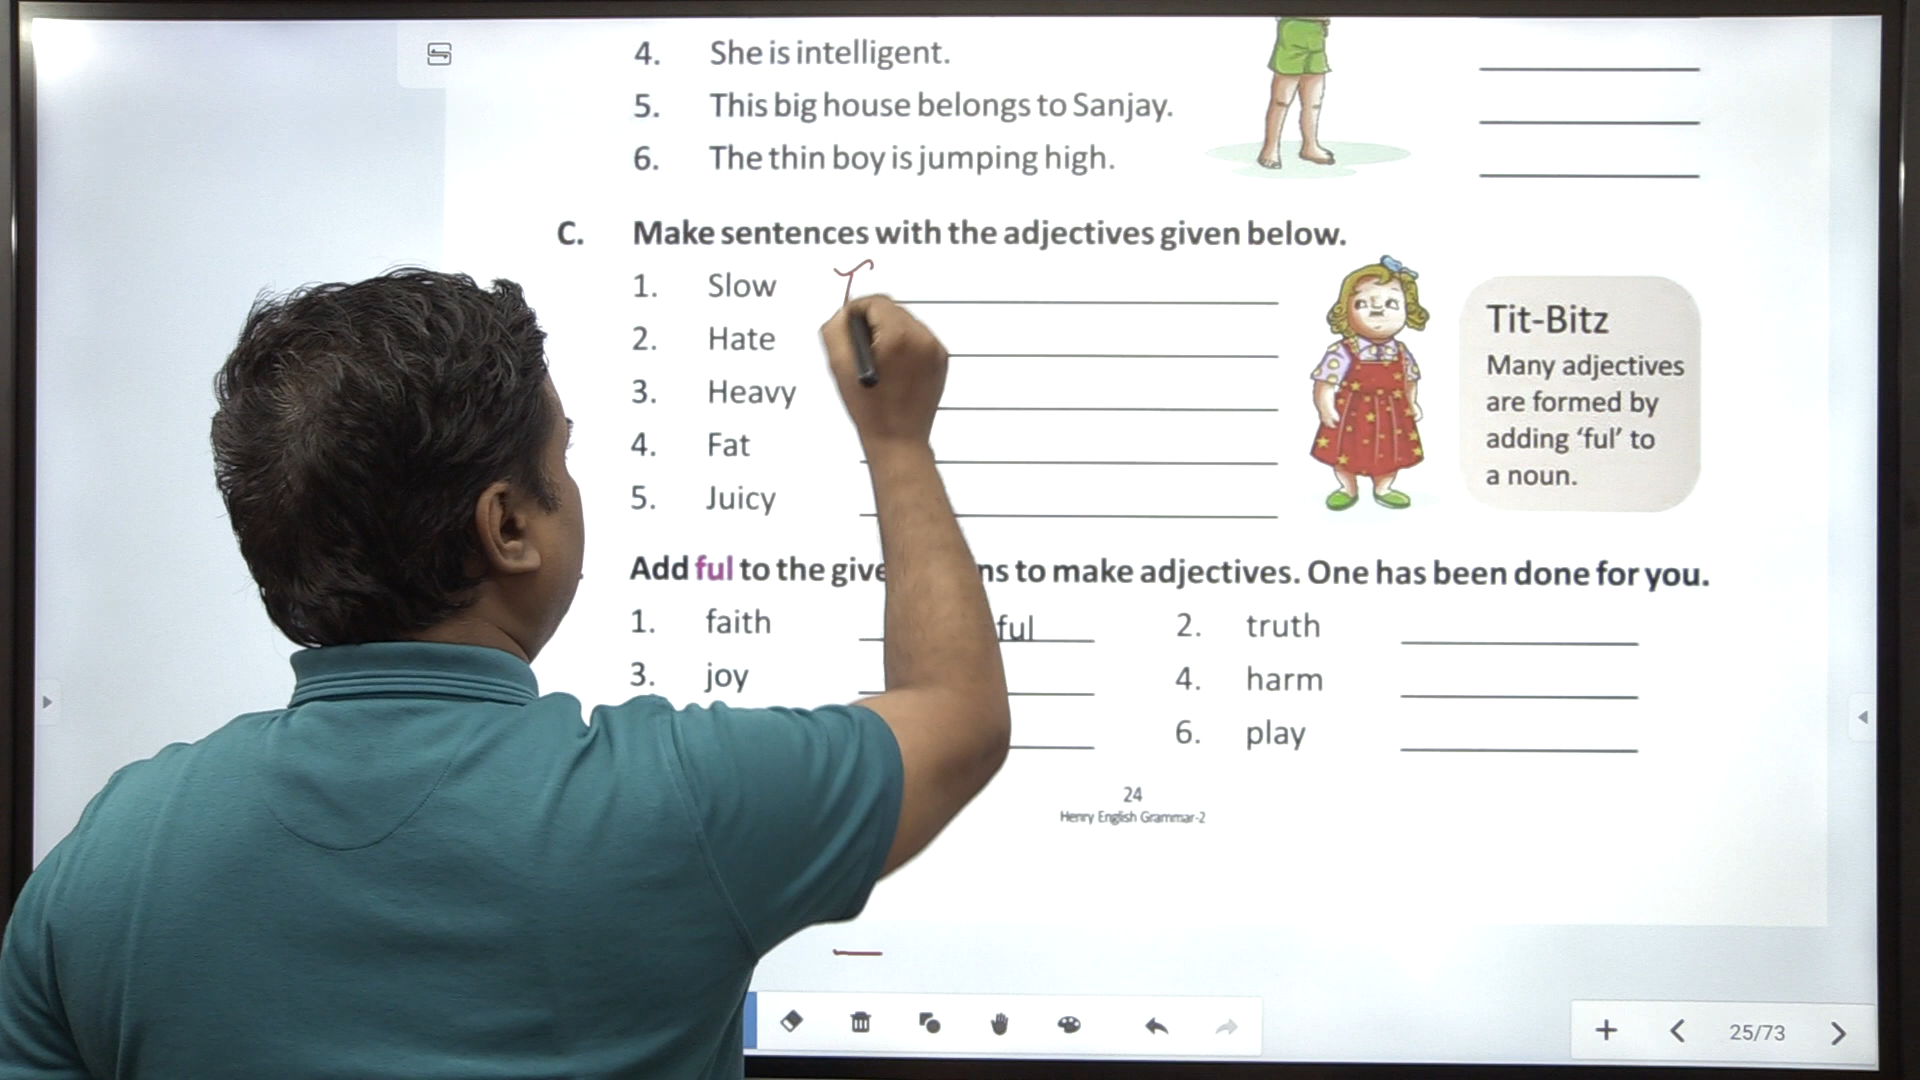 4. She is intelligent.
5. This big house belongs to Sanjay.
6. The thin boy is jumping high.
C. Make sentences with the adjectives given below.
1. Slow
2. Hate
3. Heavy
4. Fat
5. Juicy
Tit-Bitz
Many adjectives
are formed by
adding ‘ful’ to
a noun.
Add ful to the to make adjectives. One has been done for you.
1. faith ful 2. truth
3. joy 4. harm
6. play
24
Henry English Grammar-2
25/73